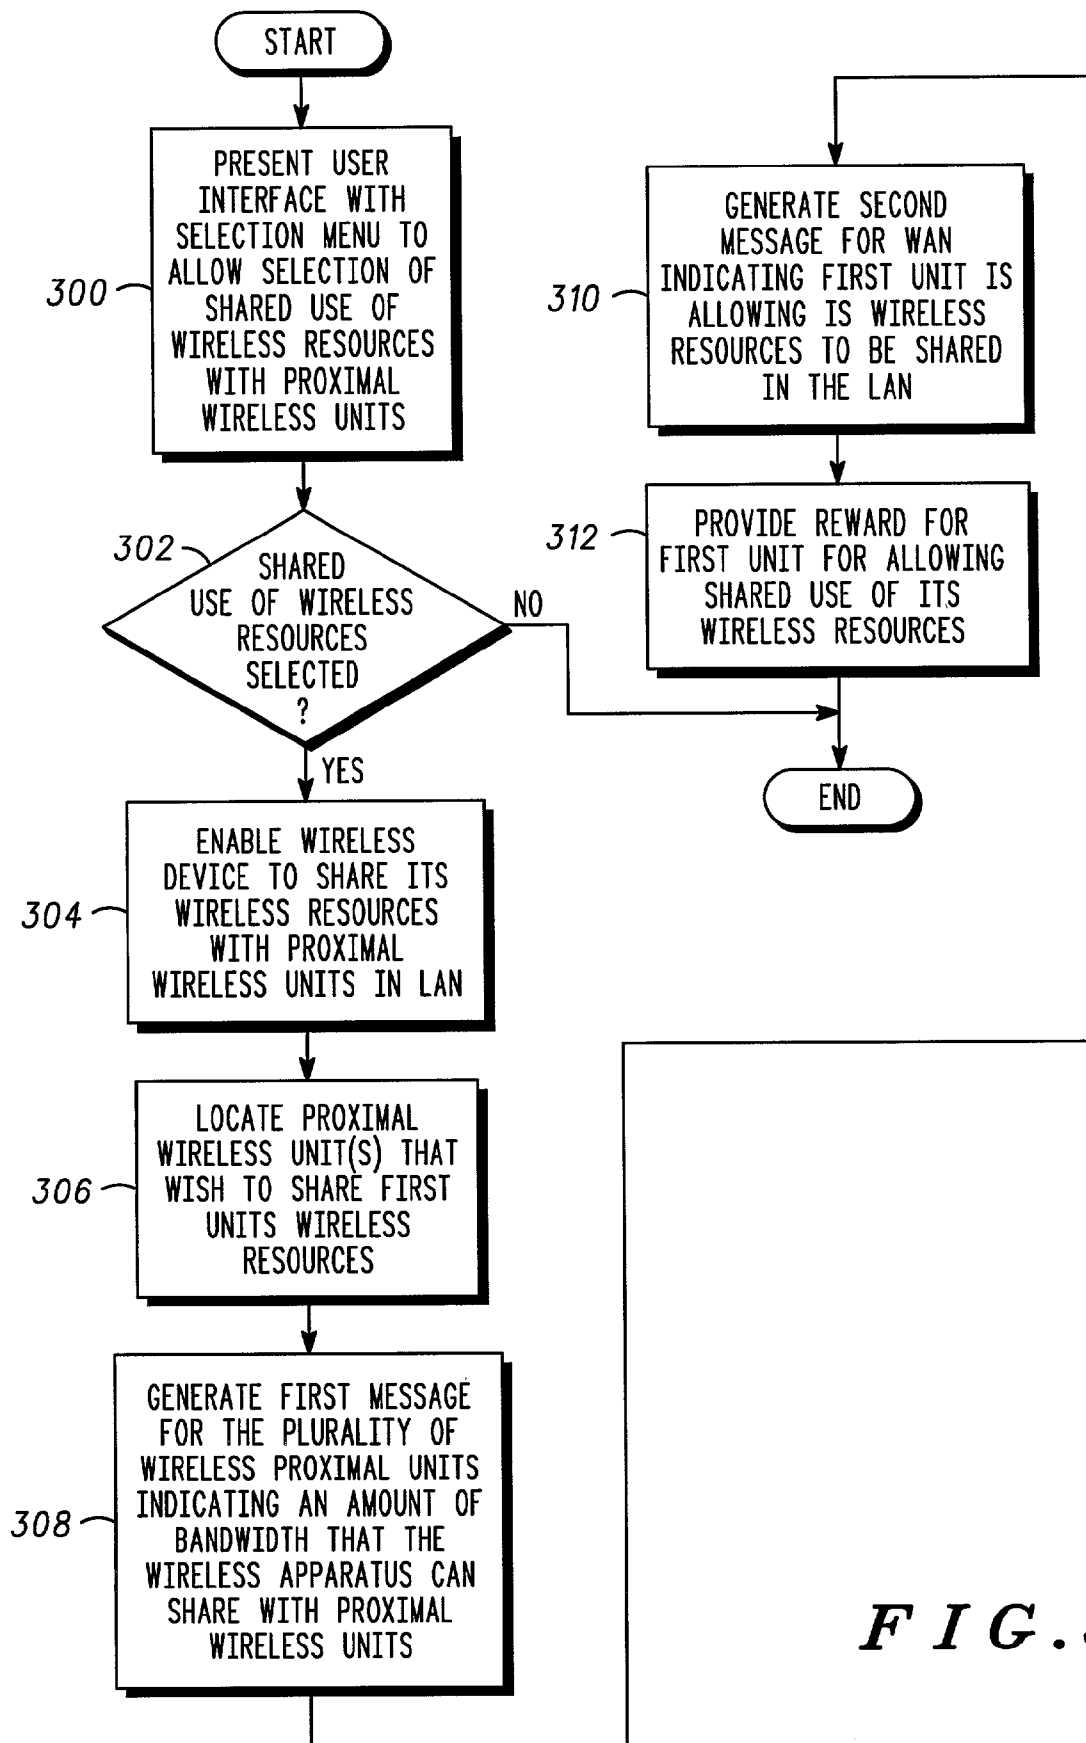 START
PRESENT USER
INTERFACE WITH
SELECTION MENU TO
ALLOW SELECTION OF
SHARED USE OF
WIRELESS RESOURCES
WITH PROXIMAL
WIRELESS UNITS
300
302
SHARED
USE OF WIRELESS
RESOURCES
SELECTED
?
NO
YES
ENABLE WIRELESS
DEVICE TO SHARE ITS
WIRELESS RESOURCES
WITH PROXIMAL
WIRELESS UNITS IN LAN
304
LOCATE PROXIMAL
WIRELESS UNIT(S) THAT
WISH TO SHARE FIRST
UNITS WIRELESS
RESOURCES
306
GENERATE FIRST MESSAGE
FOR THE PLURALITY OF
WIRELESS PROXIMAL UNITS
INDICATING AN AMOUNT OF
BANDWIDTH THAT THE
WIRELESS APPARATUS CAN
SHARE WITH PROXIMAL
WIRELESS UNITS
308
GENERATE SECOND
MESSAGE FOR WAN
INDICATING FIRST UNIT IS
ALLOWING IS WIRELESS
RESOURCES TO BE SHARED
IN THE LAN
310
PROVIDE REWARD FOR
FIRST UNIT FOR ALLOWING
SHARED USE OF ITS
WIRELESS RESOURCES
312
END
FIG.